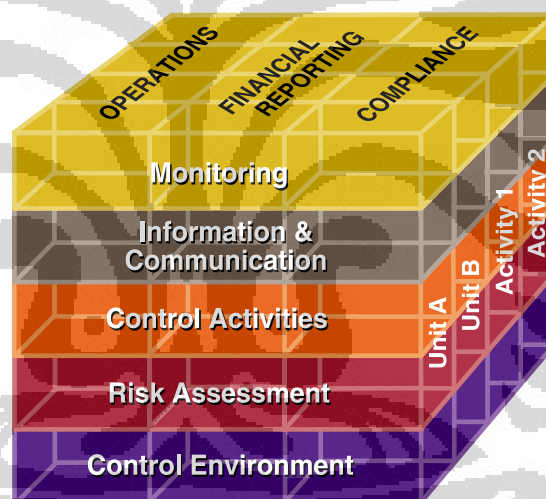 OPERATIONS
FINANCIAL
REPORTING
COMPLIANCE
Monitoring
Information &
Communication
Control Activities
Risk Assessment
Control Environment
Unit A
Unit B
Activity 1
Activity 2